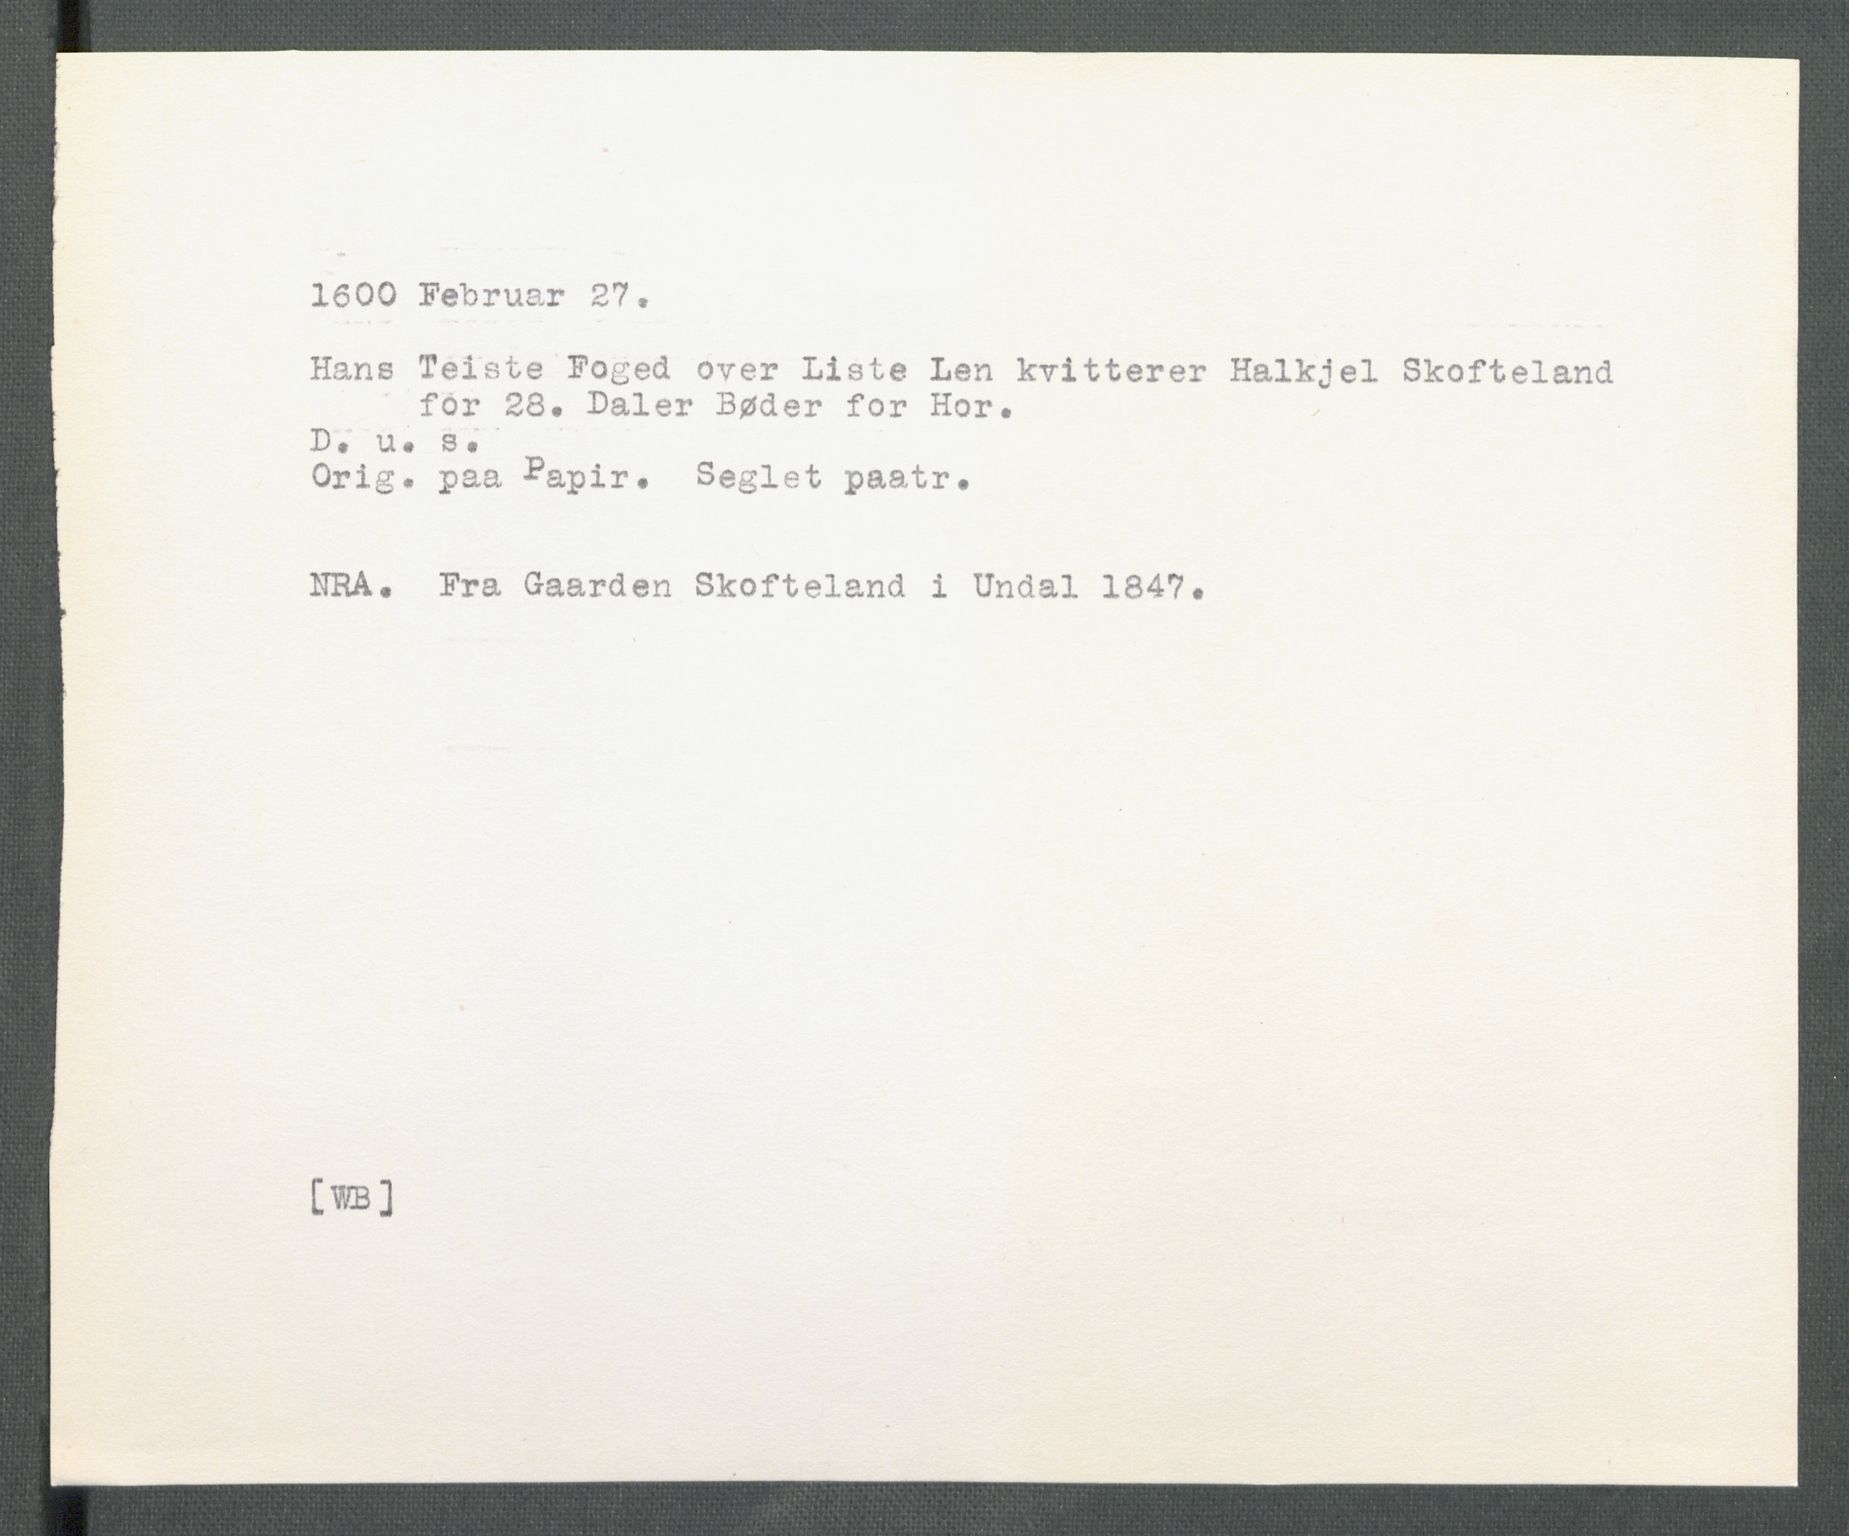 1600 Februar 27.
Hans Teiste Foged over Liste Len kvitterer Halkjel Skofteland
for 28. Daler Bøder for Hor.
D. u. s.
Orig. paa Papir. Seglet paatr.
NRA. Fra Gaarden Skofteland i Undal 1847.
[WB]